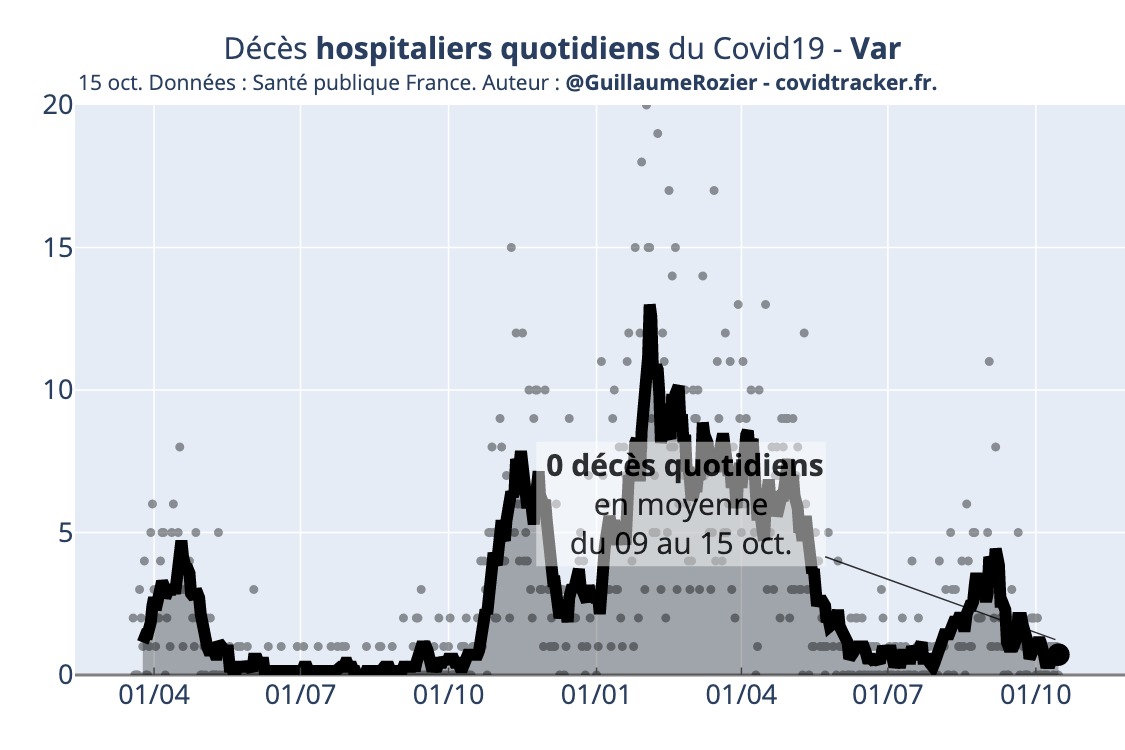 Décès hospitaliers quotidiens du Covid19 - Var
15 oct. Données : Santé publique France. Auteur : @GuillaumeRozier - covidtracker.fr.
20
15
10
5
0
0 décès quotidiens
en moyenne
du 09 au 15 oct.
01/04 01/07 01/10 01/01 01/04 01/07 01/10